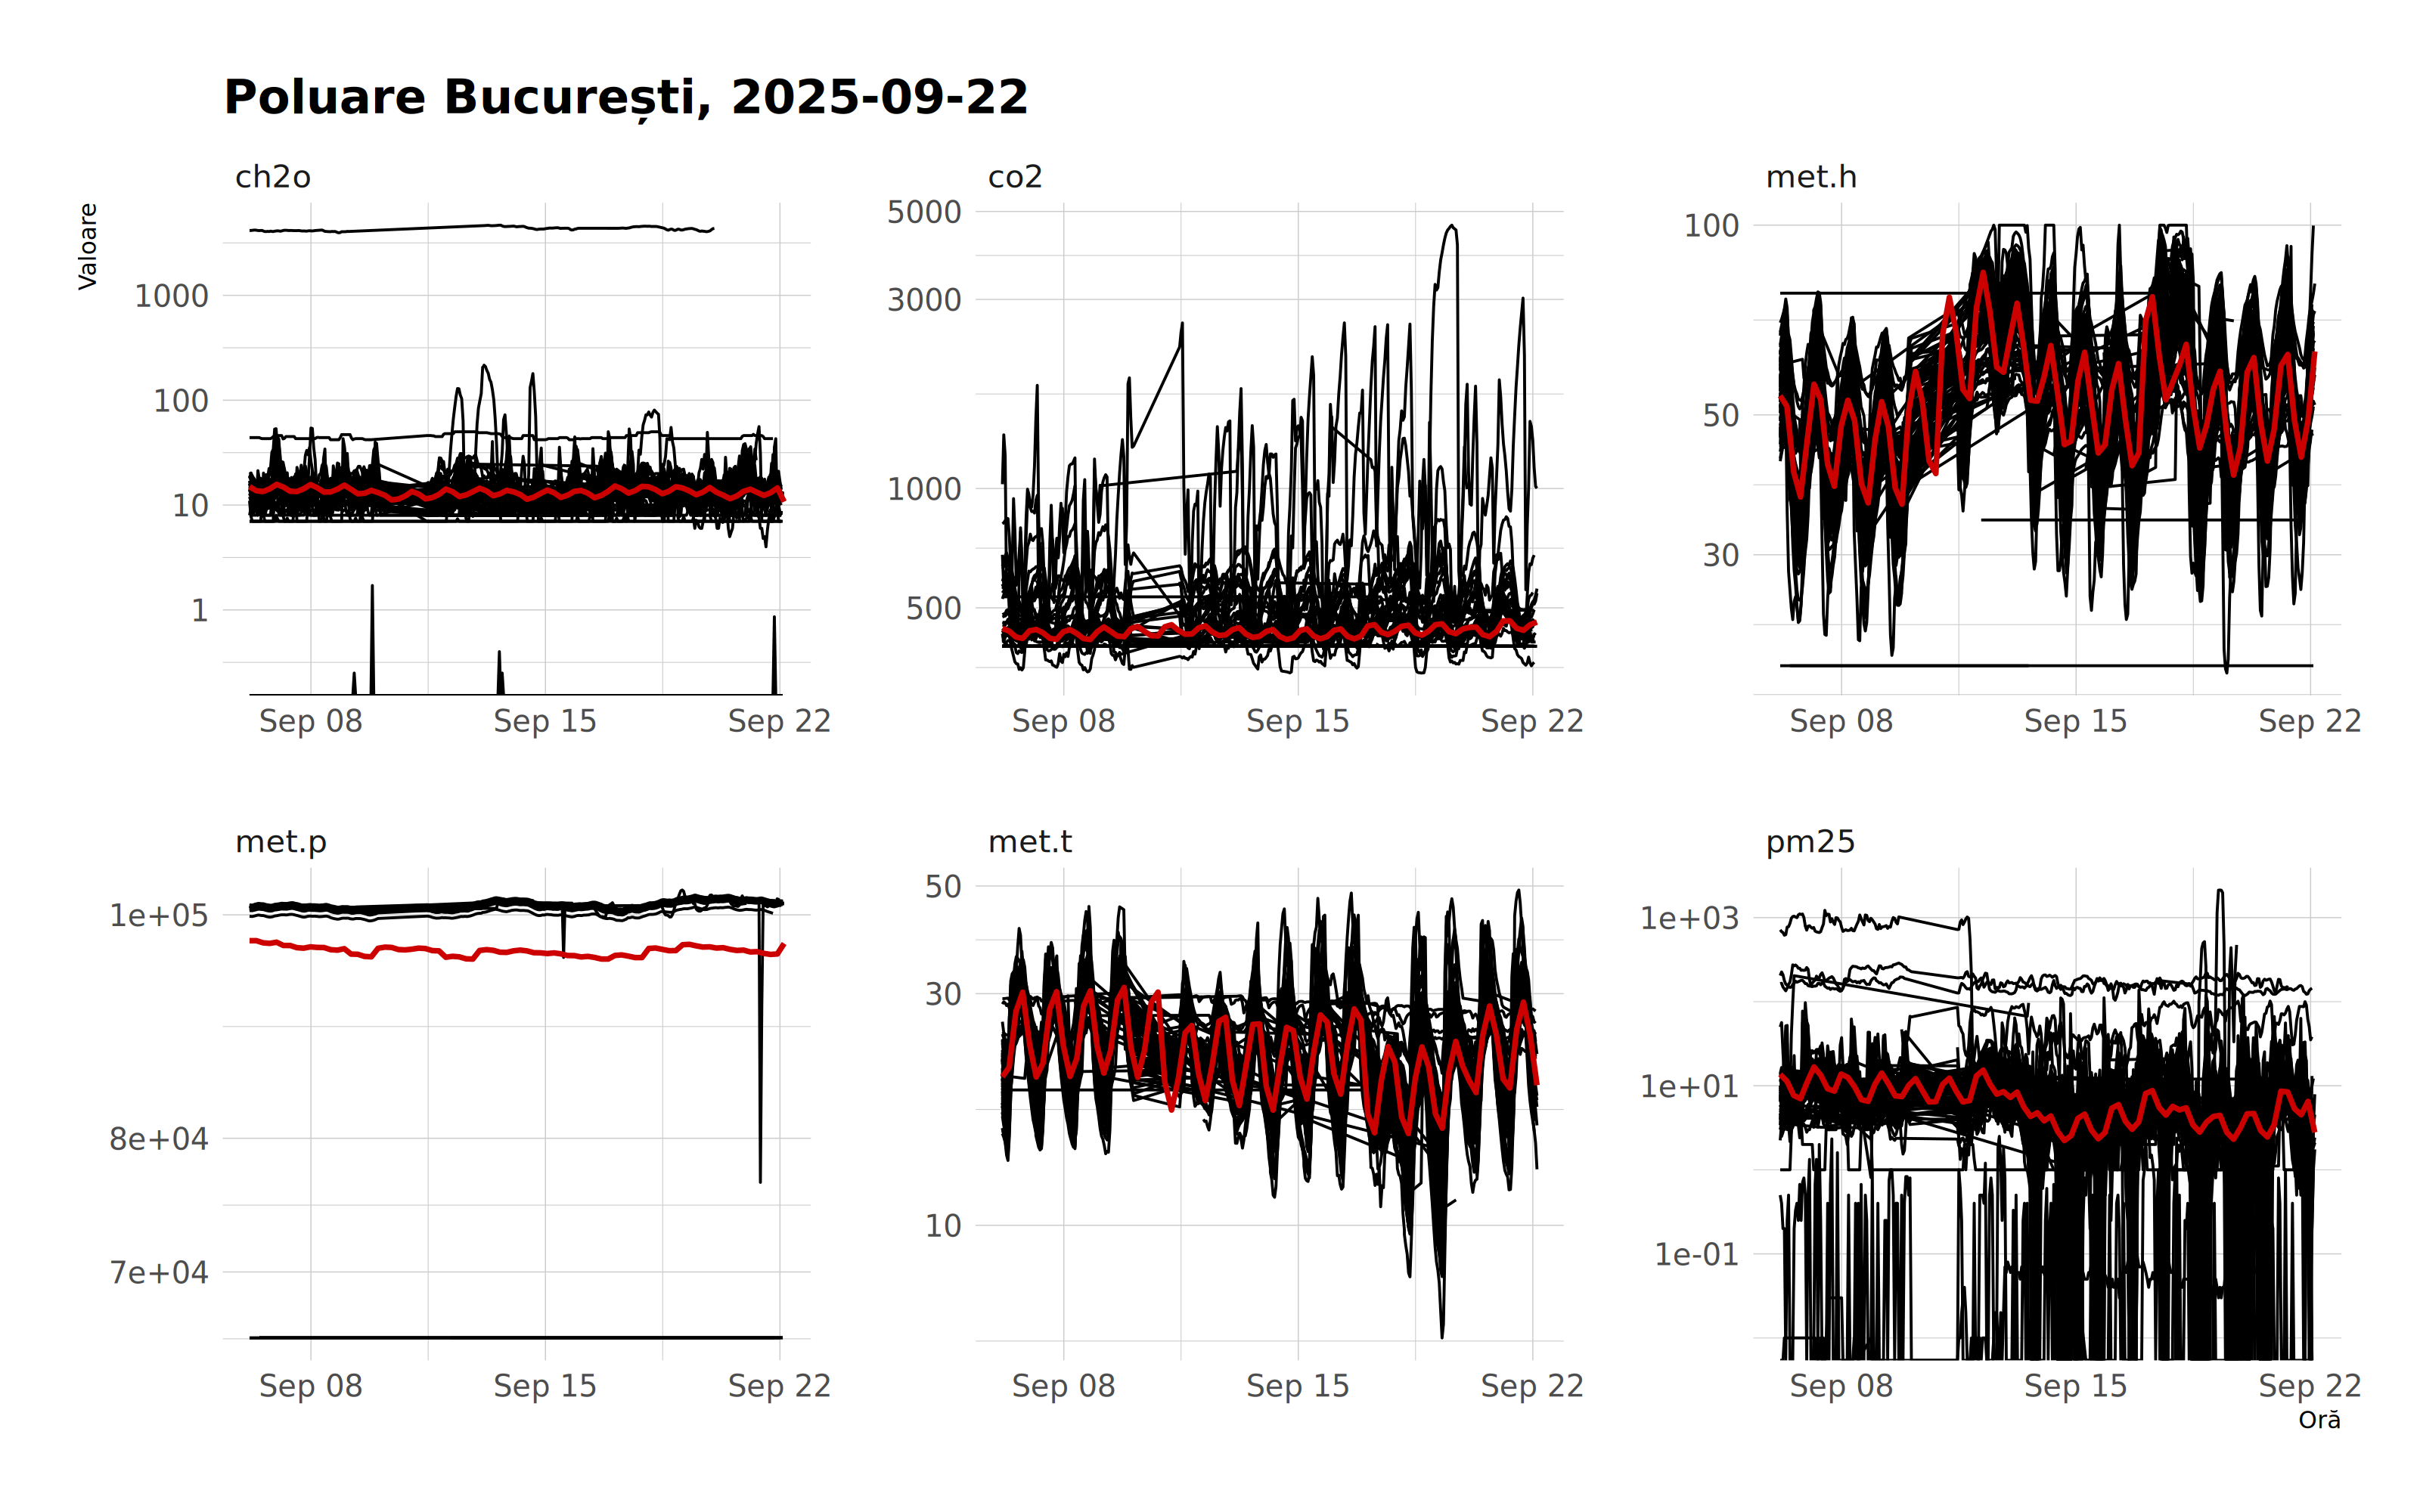 Poluare București, 2025-09-22
Valoare
ch2o
1000
100
10
1
Sep 08 Sep 15 Sep 22
co2
5000
3000
1000
500
Sep 08 Sep 15 Sep 22
met.h
100
50
30
Sep 08 Sep 15 Sep 22
met.p
1e+05
8e+04
7e+04
Sep 08 Sep 15 Sep 22
met.t
50
30
10
Sep 08 Sep 15 Sep 22
pm25
1e+03
1e+01
1e-01
Sep 08 Sep 15 Sep 22
Oră